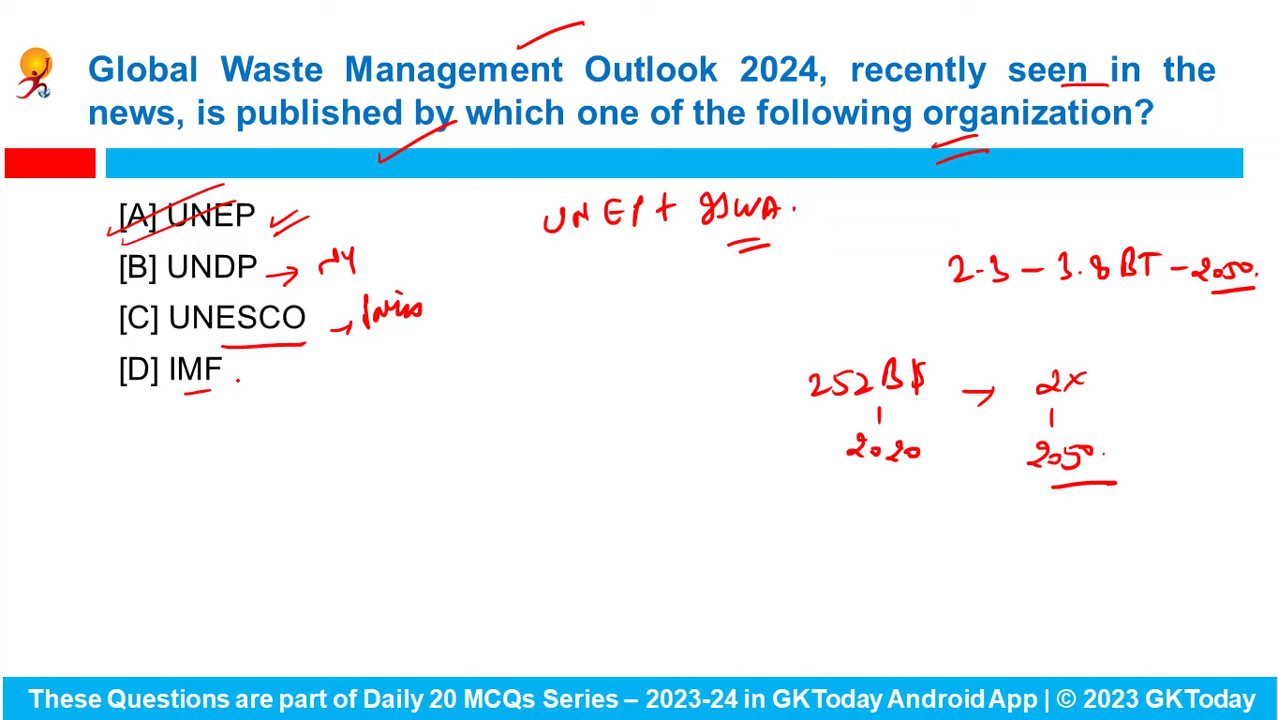 Global Waste Management Outlook 2024, recently seen in the
news, is published by which one of the following organization?
[A] UNEP
UNEP + ISWA.
[B] UNDP → NY
2.3 – 3.8 BT – 2050.
[C] UNESCO → Paris
[D] IMF
252 B$ → 2x
2020 2050.
These Questions are part of Daily 20 MCQs Series – 2023-24 in GKToday Android App | © 2023 GKToday